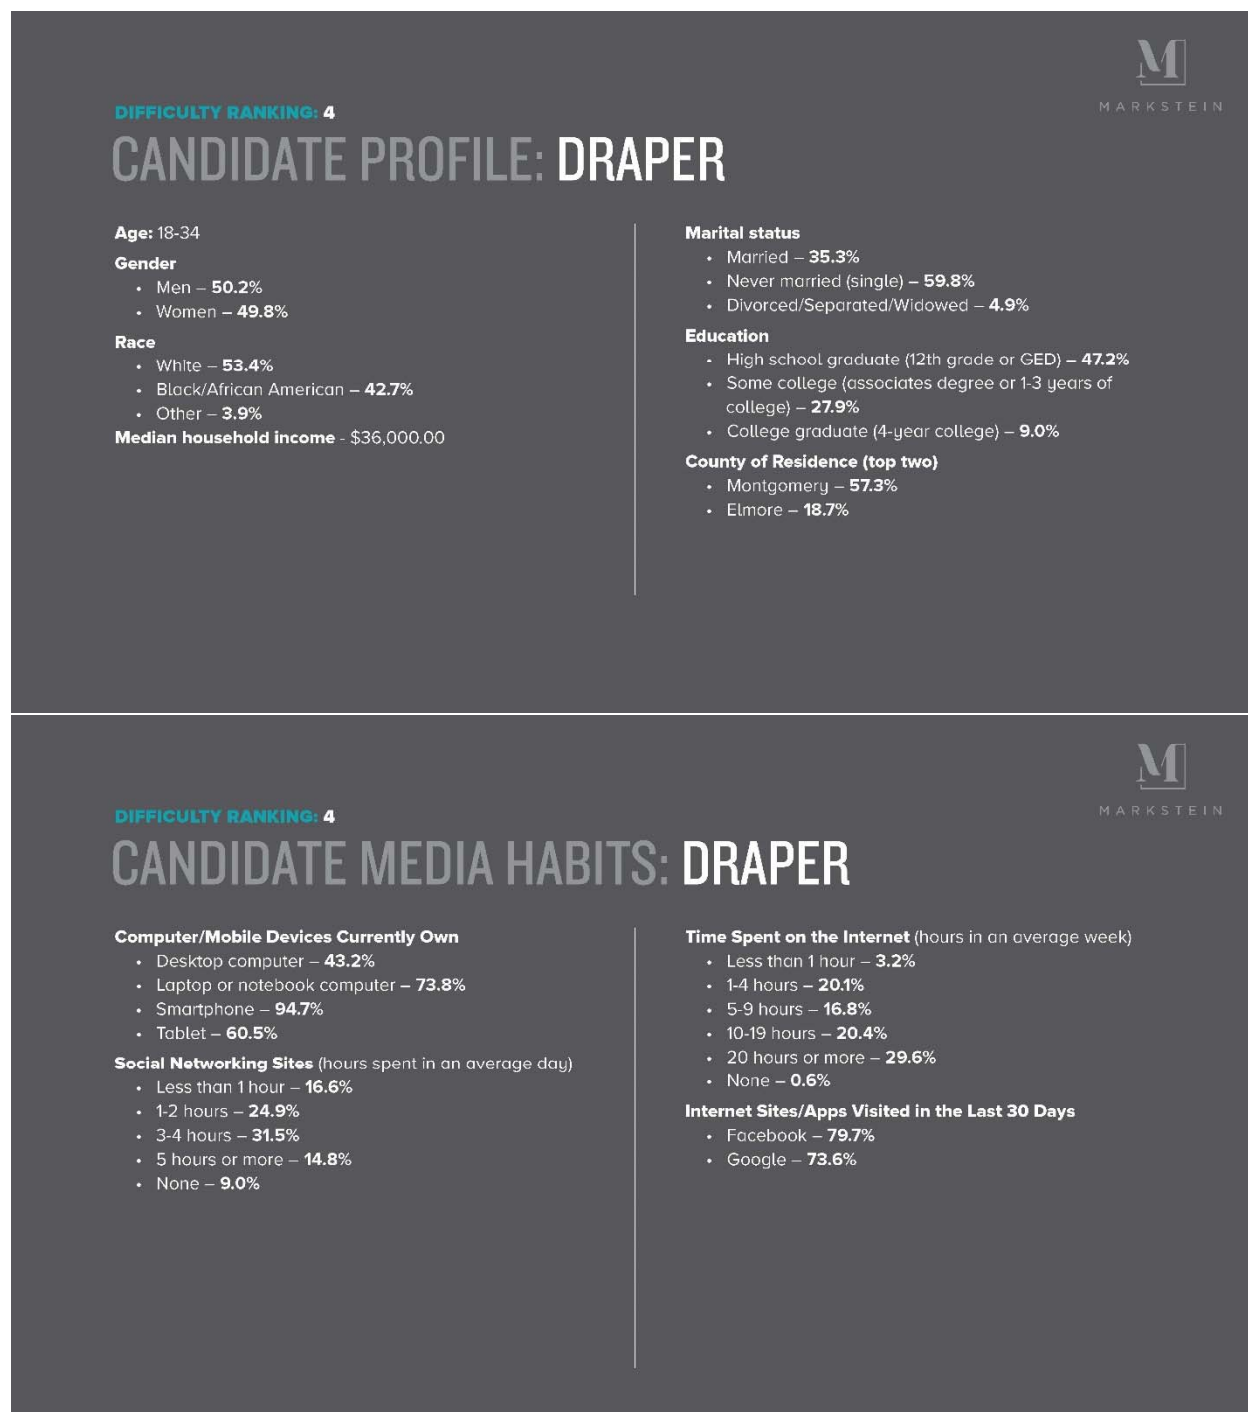 M
MARKSTEIN
DIFFICULTY RANKING: 4
CANDIDATE PROFILE: DRAPER
Age: 18-34
Gender
• Men – 50.2%
• Women – 49.8%
Race
• White – 53.4%
• Black/African American – 42.7%
• Other – 3.9%
Median household income - $36,000.00
Marital status
• Married – 35.3%
• Never married (single) – 59.8%
• Divorced/Separated/Widowed – 4.9%
Education
• High school graduate (12th grade or GED) – 47.2%
• Some college (associates degree or 1-3 years of
college) – 27.9%
• College graduate (4-year college) – 9.0%
County of Residence (top two)
• Montgomery – 57.3%
• Elmore – 18.7%
M
MARKSTEIN
DIFFICULTY RANKING: 4
CANDIDATE MEDIA HABITS: DRAPER
Computer/Mobile Devices Currently Own
• Desktop computer – 43.2%
• Laptop or notebook computer – 73.8%
• Smartphone – 94.7%
• Tablet – 60.5%
Social Networking Sites (hours spent in an average day)
• Less than 1 hour – 16.6%
• 1-2 hours – 24.9%
• 3-4 hours – 31.5%
• 5 hours or more – 14.8%
• None – 9.0%
Time Spent on the Internet (hours in an average week)
• Less than 1 hour – 3.2%
• 1-4 hours – 20.1%
• 5-9 hours – 16.8%
• 10-19 hours – 20.4%
• 20 hours or more – 29.6%
• None – 0.6%
Internet Sites/Apps Visited in the Last 30 Days
• Facebook – 79.7%
• Google – 73.6%